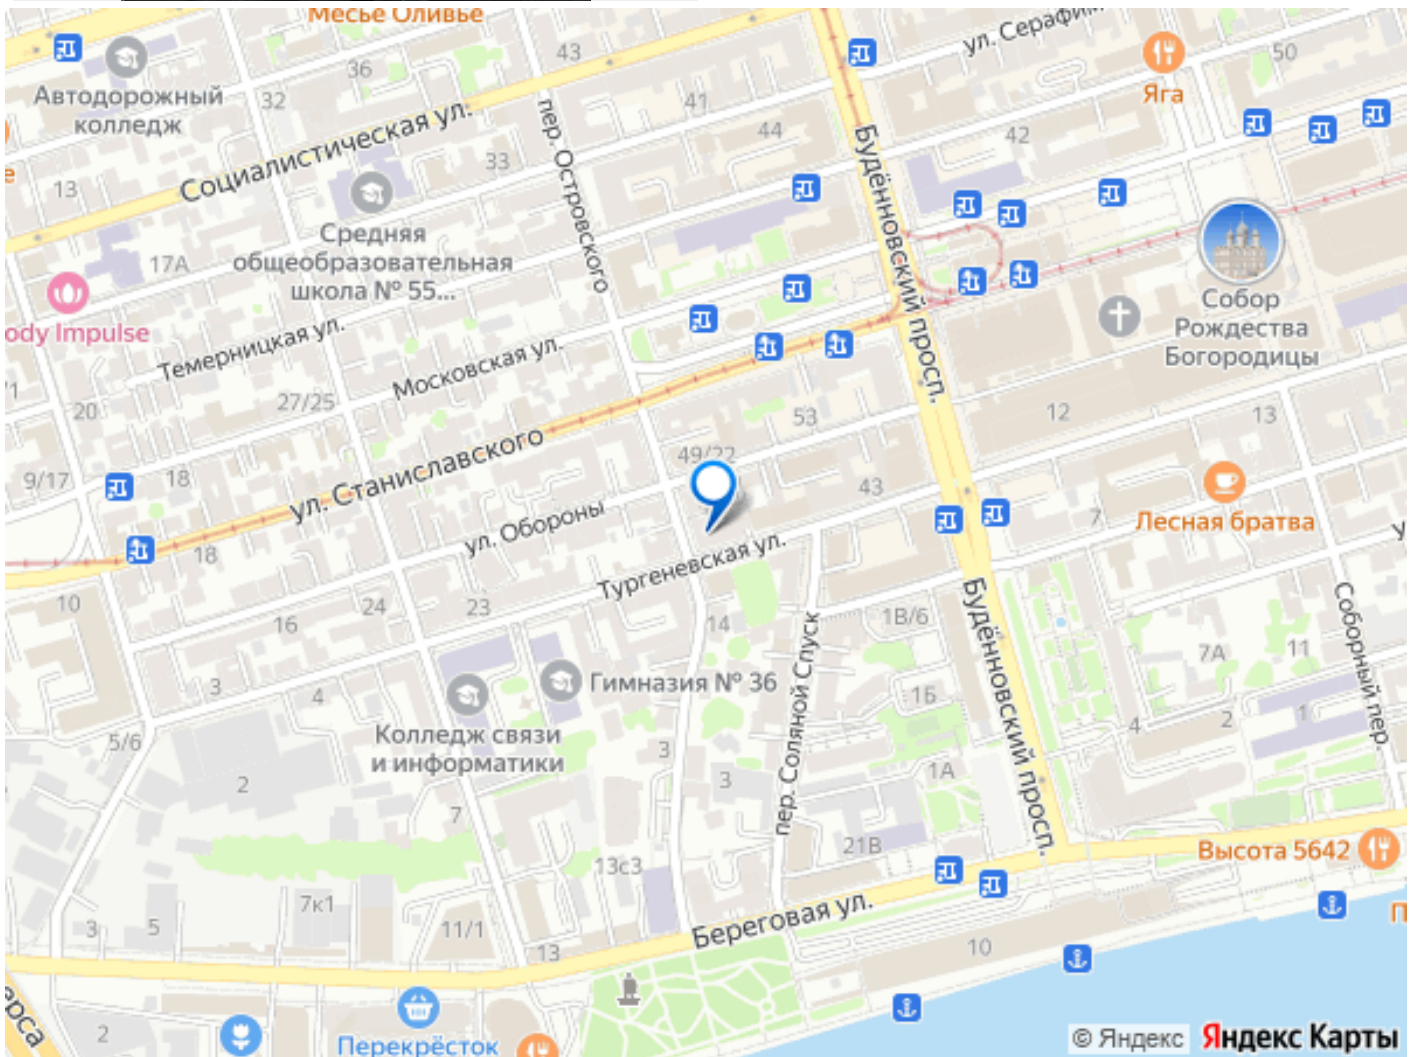 Месье Оливье
43
ул. Серафим
50
Автодорожный
колледж
36
32
Яга
41
44
42
Социалистическая ул.
33
пер. Островского
Будённовский просп.
13
е
Средняя
общеобразовательная
школа № 55...
17А
Собор
Рождества
Богородицы
ody Impulse
Темерницкая ул.
Московская ул.
/1
20
27/25
53
12
13
49/22
ул. Станиславского
9/17
18
43
7
Лесная братва
ул. Обороны
18
Тургеневская ул.
У
10
24
23
16
14
1В/6
Будённовский просп.
Соборный пер.
7А
11
Гимназия № 36
3
4
1Б
пер. Соляной Спуск
Колледж связи
и информатики
5/6
3
3
4
2
1
2
1А
7
21В
Высота 5642
13с3
7к1
3
5
11/1
Береговая ул.
13
10
П
ерса
2
Перекрёсток
© Яндекс
Яндекс Карты